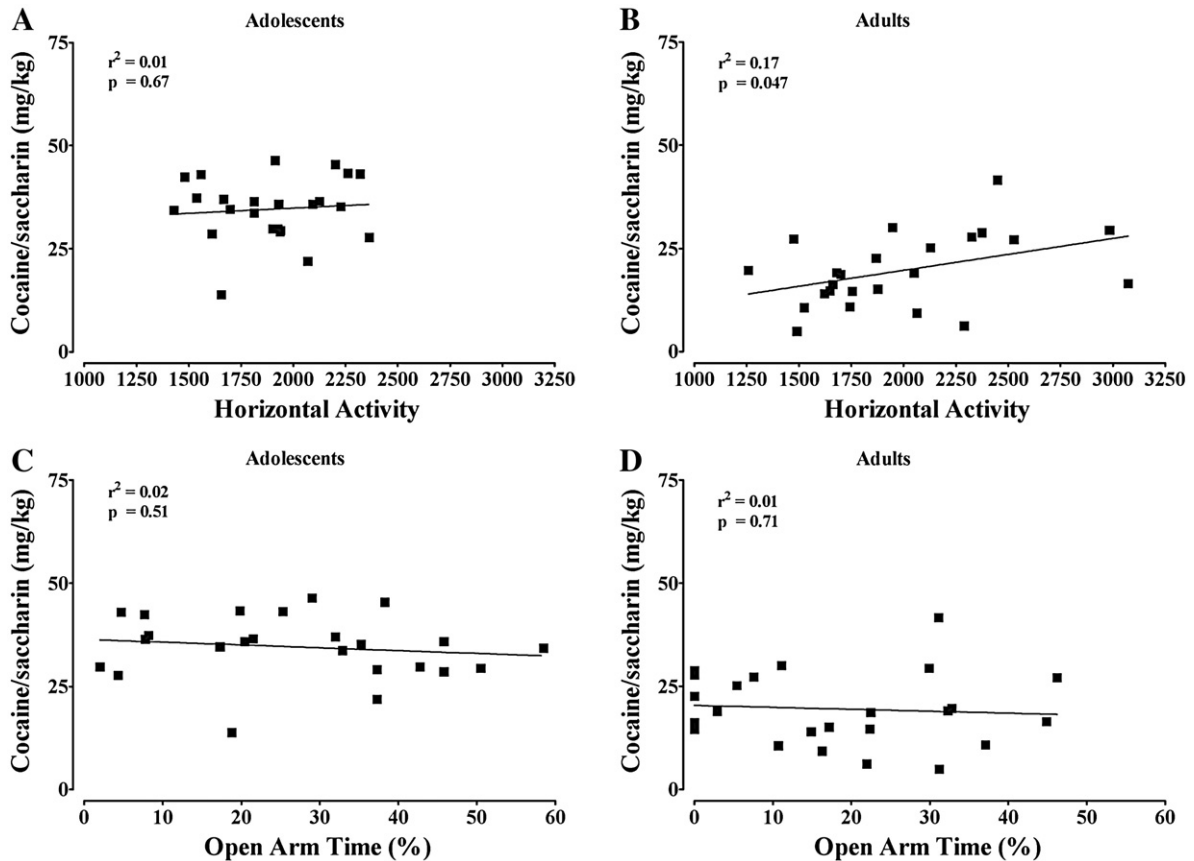 A
Adolescents
r² = 0.01
p = 0.67
75
50
25
0
Cocaine/saccharin (mg/kg)
1000 1250 1500 1750 2000 2250 2500 2750 3000 3250
Horizontal Activity
B
Adults
r² = 0.17
p = 0.047
75
50
25
0
Cocaine/saccharin (mg/kg)
1000 1250 1500 1750 2000 2250 2500 2750 3000 3250
Horizontal Activity
C
Adolescents
r² = 0.02
p = 0.51
75
50
25
0
Cocaine/saccharin (mg/kg)
0 10 20 30 40 50 60
Open Arm Time (%)
D
Adults
r² = 0.01
p = 0.71
75
50
25
0
Cocaine/saccharin (mg/kg)
0 10 20 30 40 50 60
Open Arm Time (%)